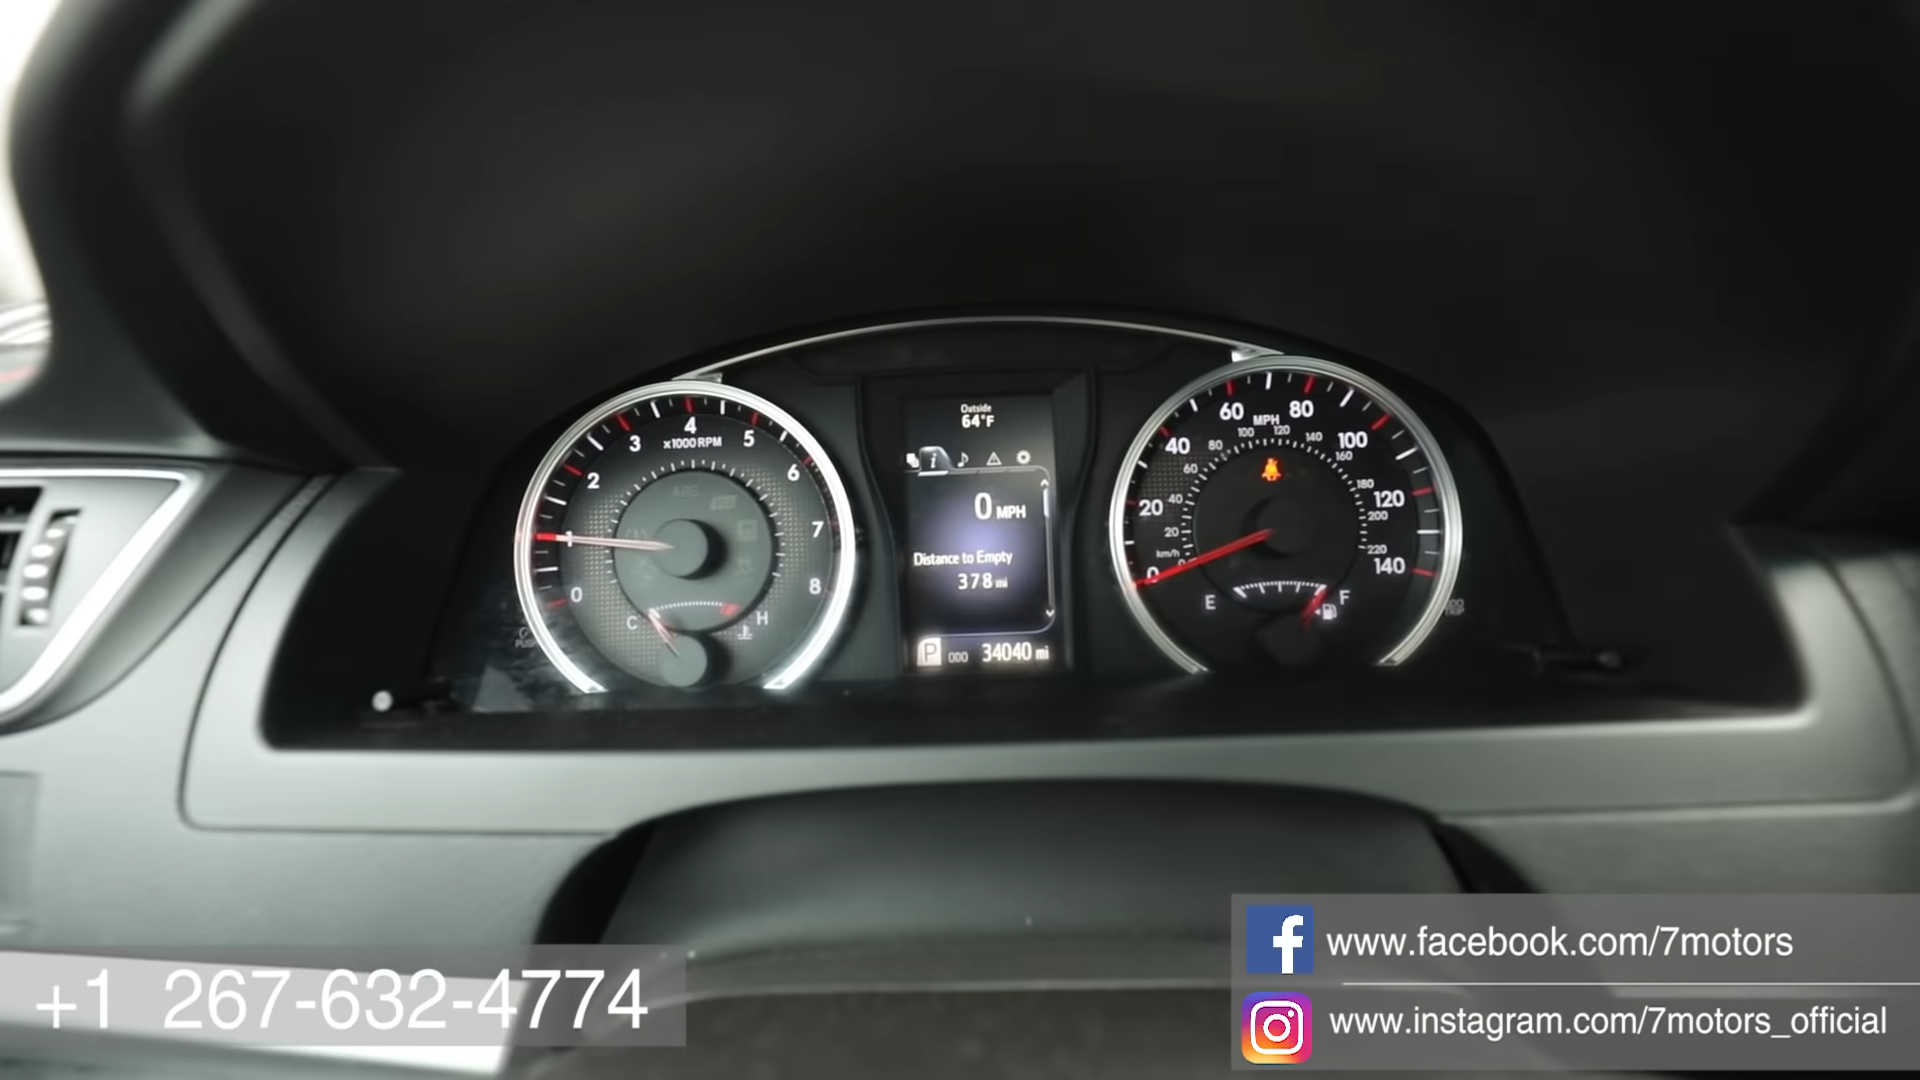 Outside
64°F
0 MPH
Distance to Empty
378 mi
P ODO 34040 mi
0 1 2 3 4 5 6 7 8
x1000RPM
C H
0 20 40 60 80 100 120 140
MPH
20 40 60 80 100 120 140 160 180 200 220
km/h
E F
+1 267-632-4774
www.facebook.com/7motors
www.instagram.com/7motors_official